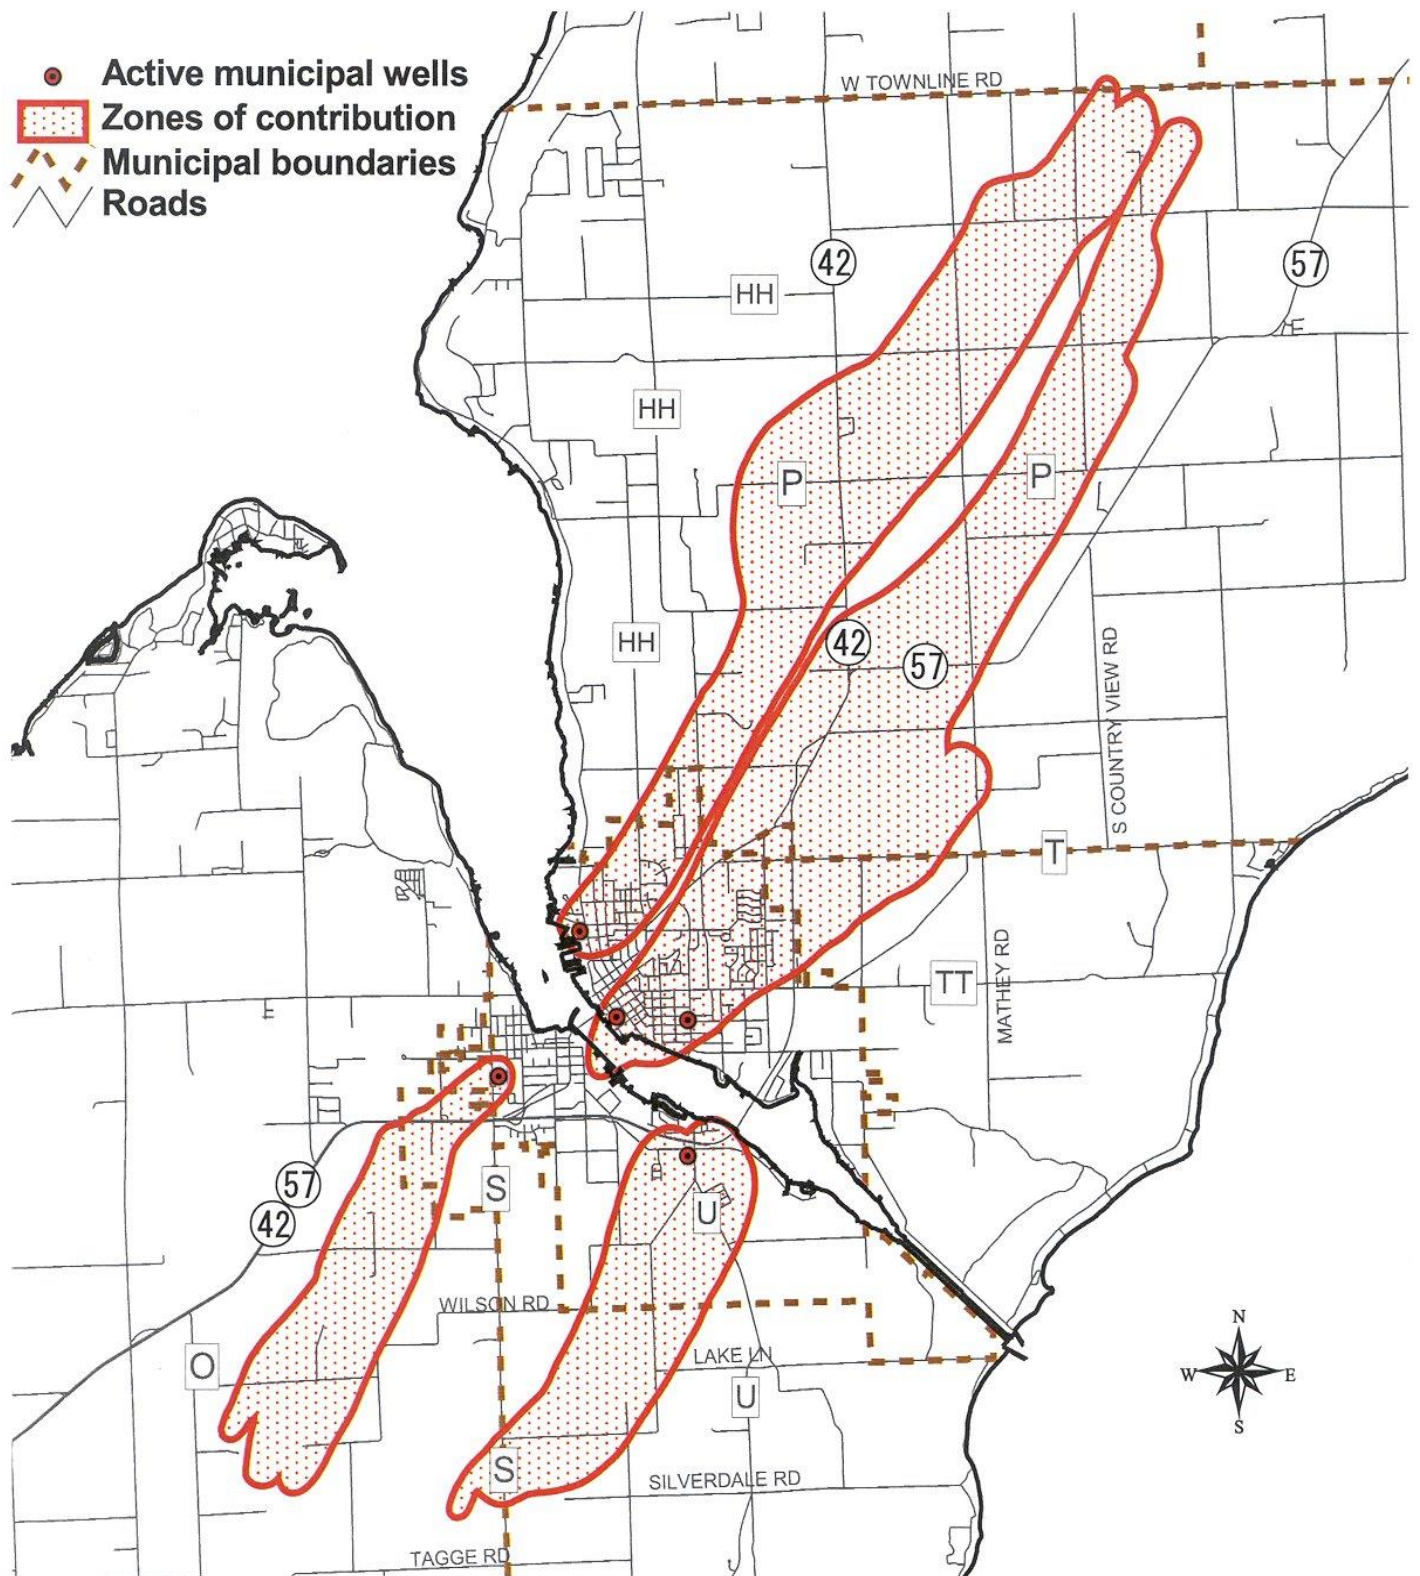 Active municipal wells
Zones of contribution
Municipal boundaries
Roads
W TOWNLINE RD
42
57
HH
HH
P
P
HH
42
57
S COUNTRY VIEW RD
T
TT
MATHEY RD
57
42
S
U
WILSON RD
O
LAKE LN
U
S
SILVERDALE RD
TAGGE RD
N
W
E
S